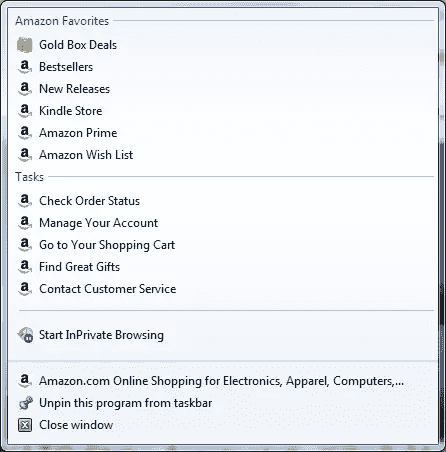 Amazon Favorites
Gold Box Deals
Bestsellers
New Releases
Kindle Store
Amazon Prime
Amazon Wish List
Tasks
Check Order Status
Manage Your Account
Go to Your Shopping Cart
Find Great Gifts
Contact Customer Service
Start InPrivate Browsing
Amazon.com Online Shopping for Electronics, Apparel, Computers,...
Unpin this program from taskbar
Close window